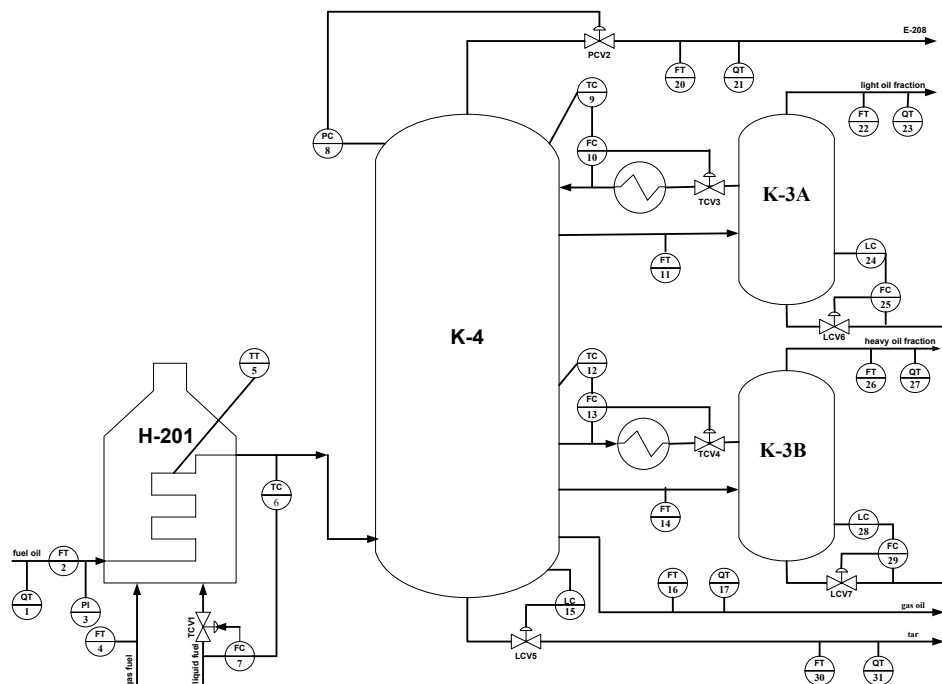 E-208
PCV2
FT
20
QT
21
TC
9
light oil fraction
FT
22
QT
23
PC
8
FC
10
TCV3
K-3A
FT
11
LC
24
FC
25
LCV6
K-4
heavy oil fraction
FT
26
QT
27
TT
5
TC
12
FC
13
TCV4
K-3B
H-201
TC
6
FT
14
LC
28
FC
29
LCV7
fuel oil
FT
2
QT
1
PI
3
FT
4
gas fuel
TCV1
liquid fuel
FC
7
LC
15
LCV5
FT
16
QT
17
gas oil
tar
FT
30
QT
31